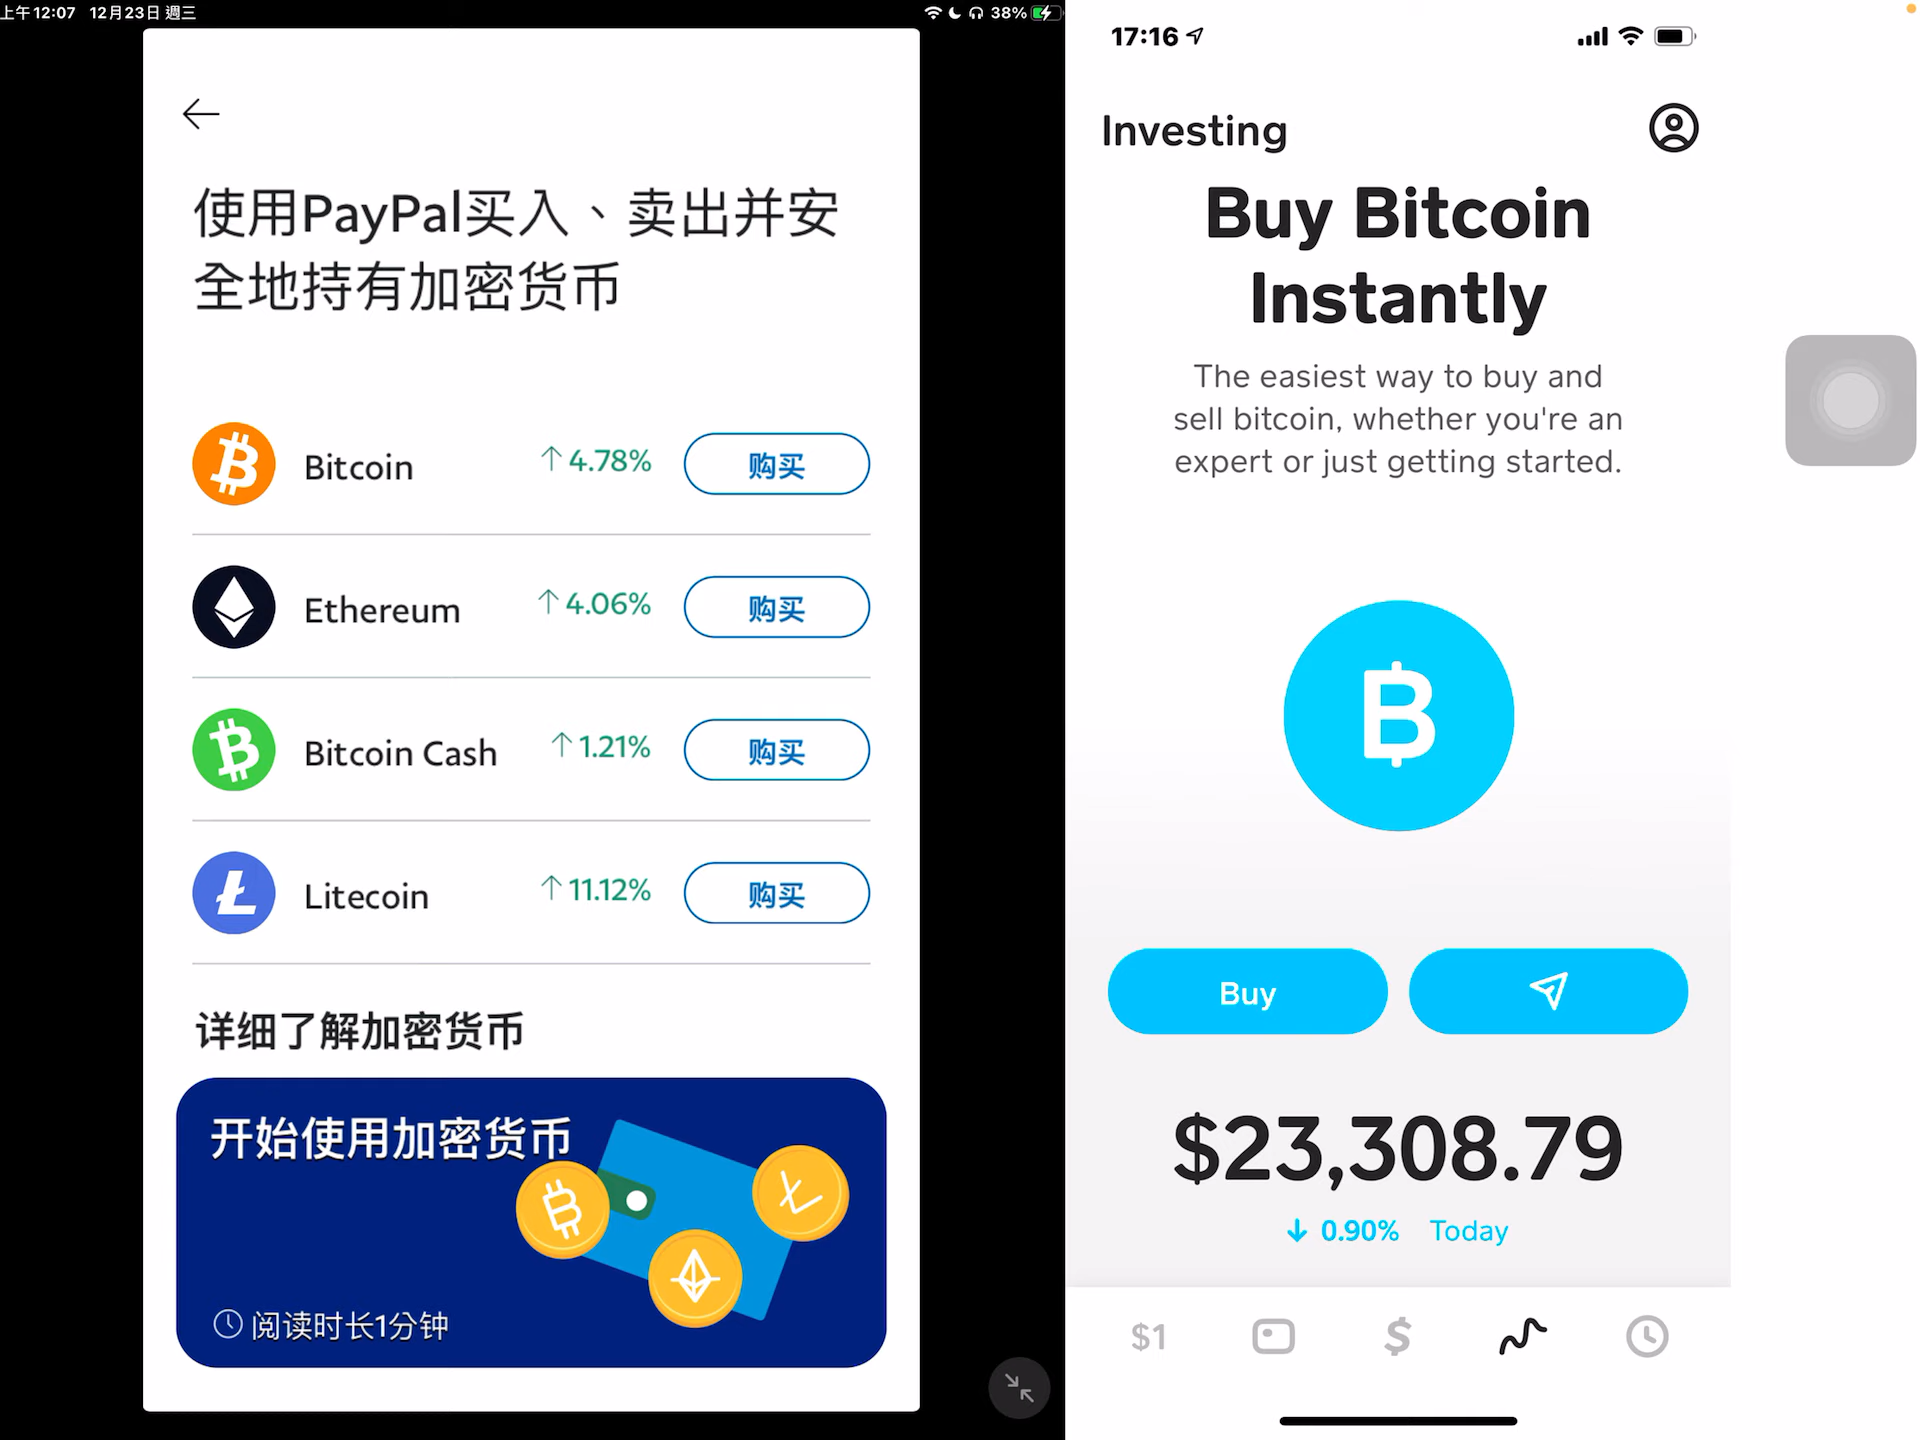 上午12:07 12月23日 週三
38%
使用PayPal买入、卖出并安
全地持有加密货币
Bitcoin ↑4.78% 购买
Ethereum ↑4.06% 购买
Bitcoin Cash ↑1.21% 购买
Litecoin ↑11.12% 购买
详细了解加密货币
开始使用加密货币
阅读时长1分钟
17:16
Investing
Buy Bitcoin
Instantly
The easiest way to buy and
sell bitcoin, whether you're an
expert or just getting started.
Buy
$23,308.79
↓ 0.90% Today
$1 $